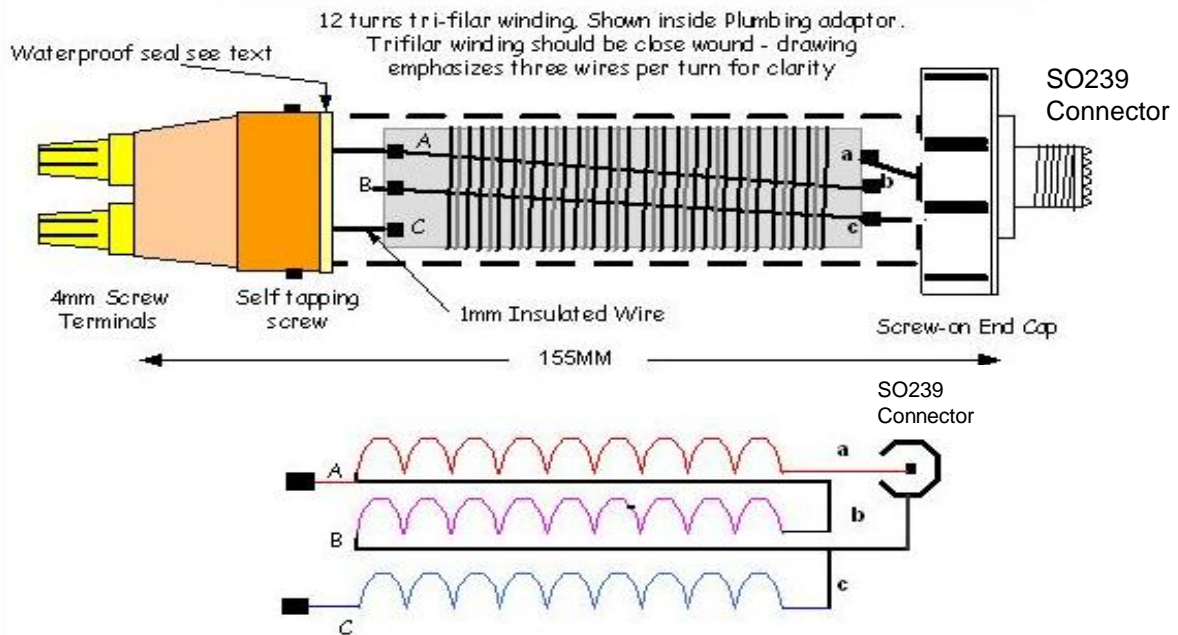 12 turns tri-filar winding. Shown inside Plumbing adaptor.
Trifilar winding should be close wound - drawing
emphasizes three wires per turn for clarity
Waterproof seal see text
SO239
Connector
A
B
C
a
b
c
4mm Screw
Terminals
Self tapping
screw
1mm Insulated Wire
Screw-on End Cap
155MM
SO239
Connector
A
a
b
B
c
C